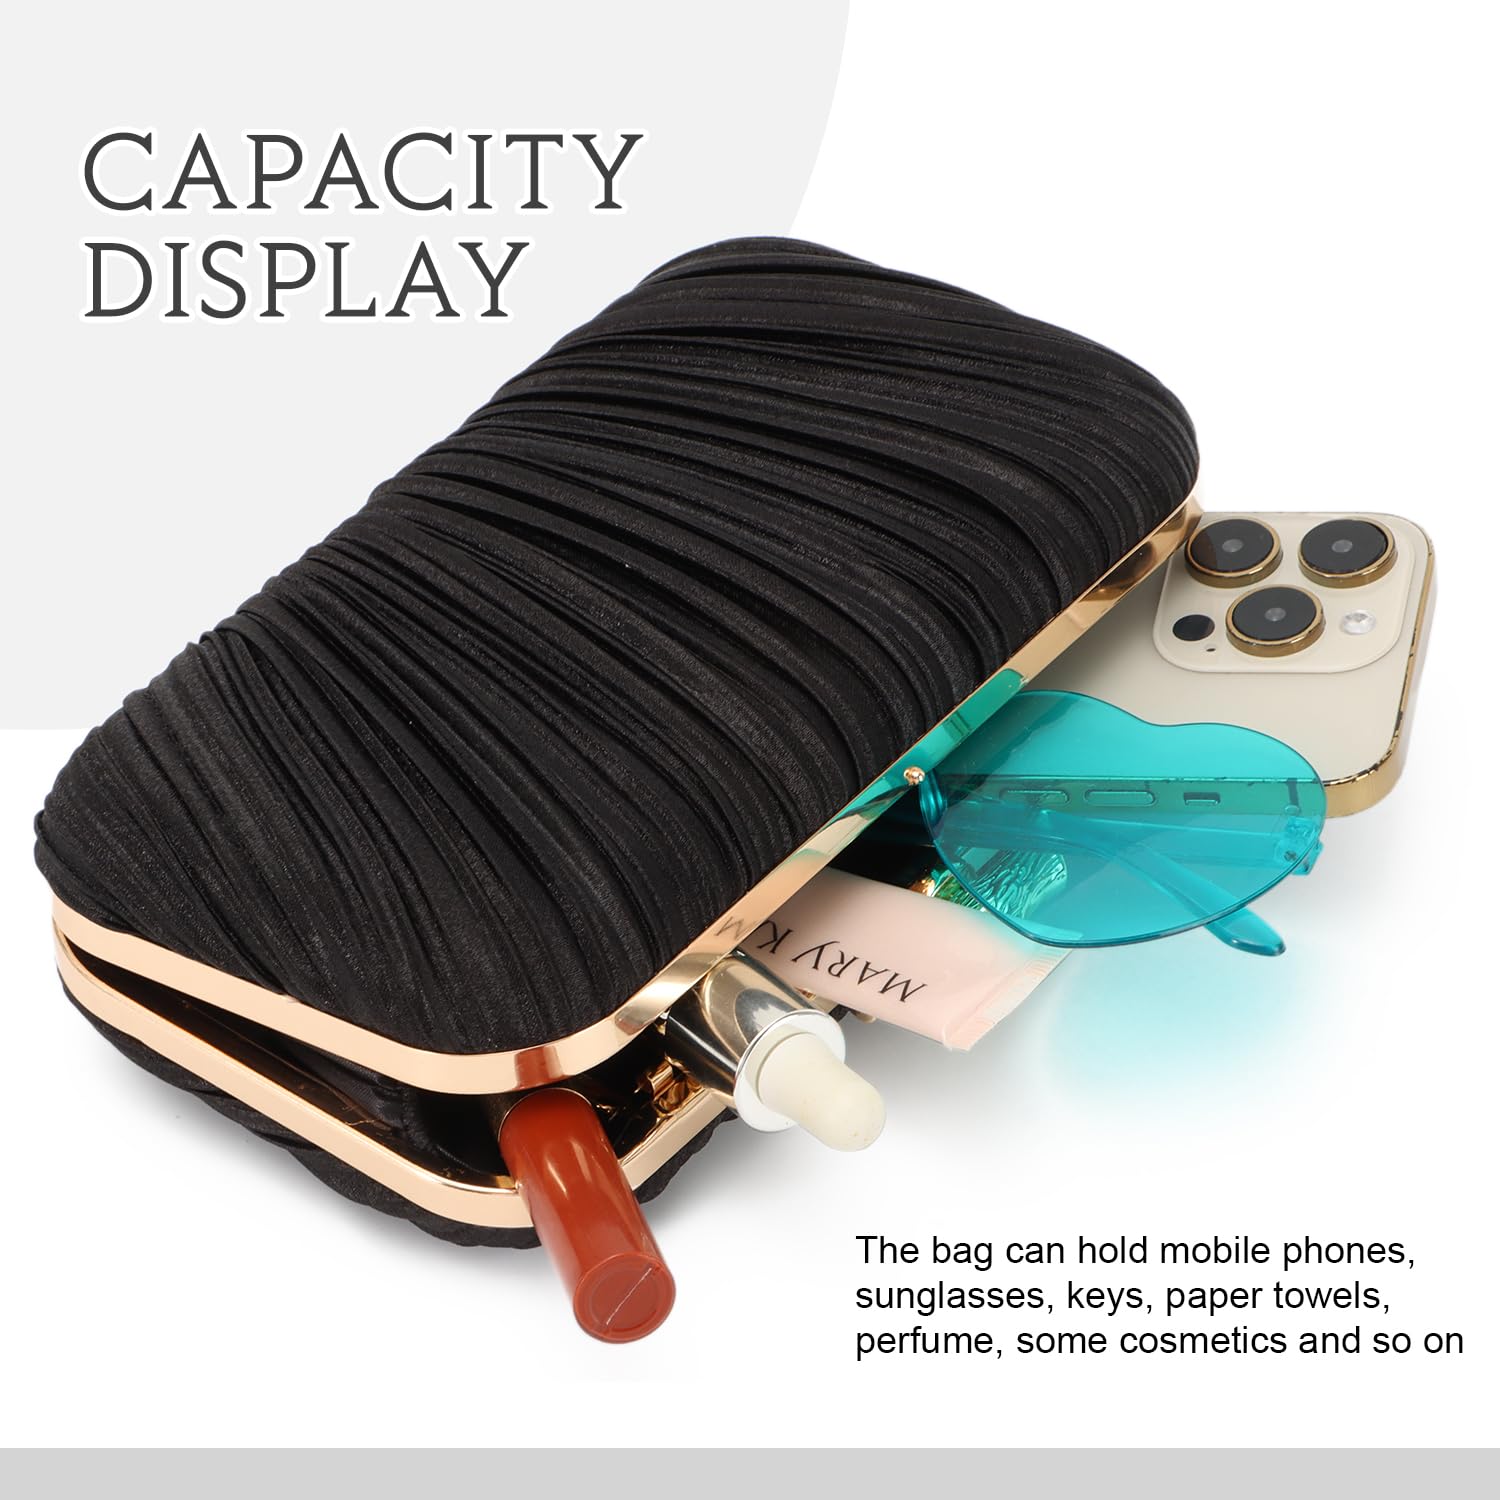 CAPACITY
DISPLAY
MARY K
The bag can hold mobile phones,
sunglasses, keys, paper towels,
perfume, some cosmetics and so on